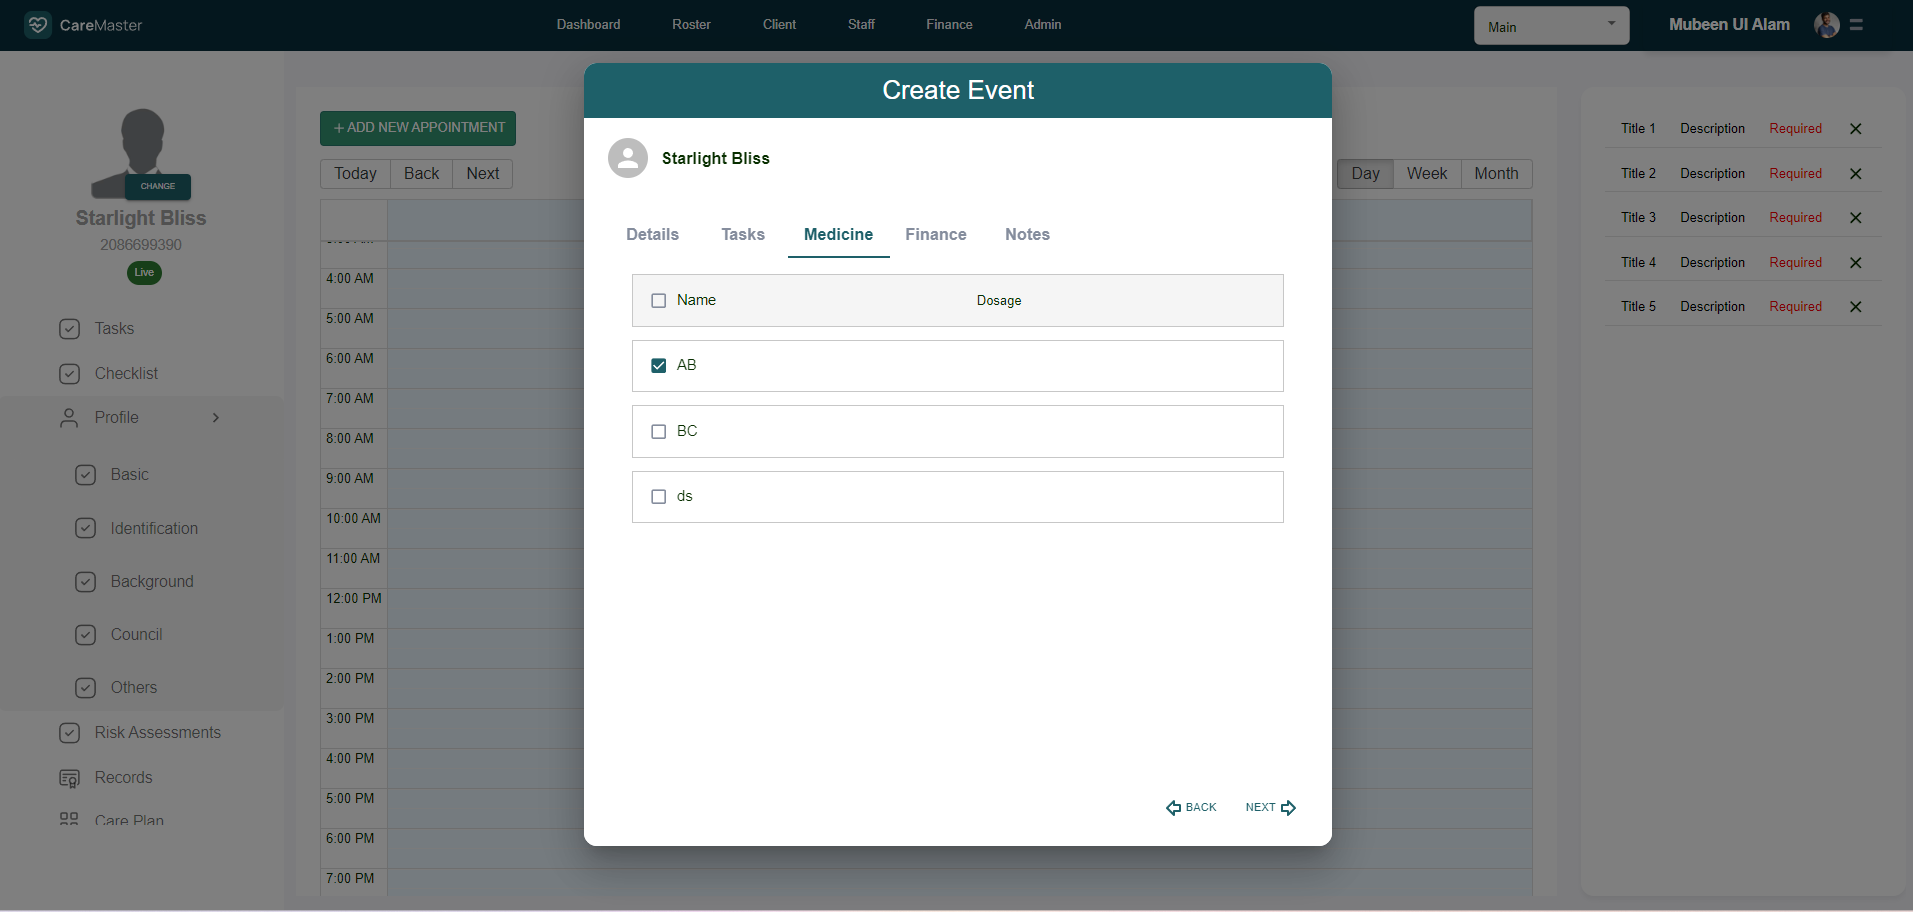 CareMaster
Dashboard Roster Client Staff Finance Admin
Main
Mubeen Ul Alam
CHANGE
Starlight Bliss
2086699390
Live
Tasks
Checklist
Profile
Basic
Identification
Background
Council
Others
Risk Assessments
Records
Care Plan
+ ADD NEW APPOINTMENT
Today Back Next
Day Week Month
4:00 AM
5:00 AM
6:00 AM
7:00 AM
8:00 AM
9:00 AM
10:00 AM
11:00 AM
12:00 PM
1:00 PM
2:00 PM
3:00 PM
4:00 PM
5:00 PM
6:00 PM
7:00 PM
Create Event
Starlight Bliss
Details Tasks Medicine Finance Notes
Name Dosage
AB
BC
ds
BACK NEXT
Title 1 Description Required
Title 2 Description Required
Title 3 Description Required
Title 4 Description Required
Title 5 Description Required